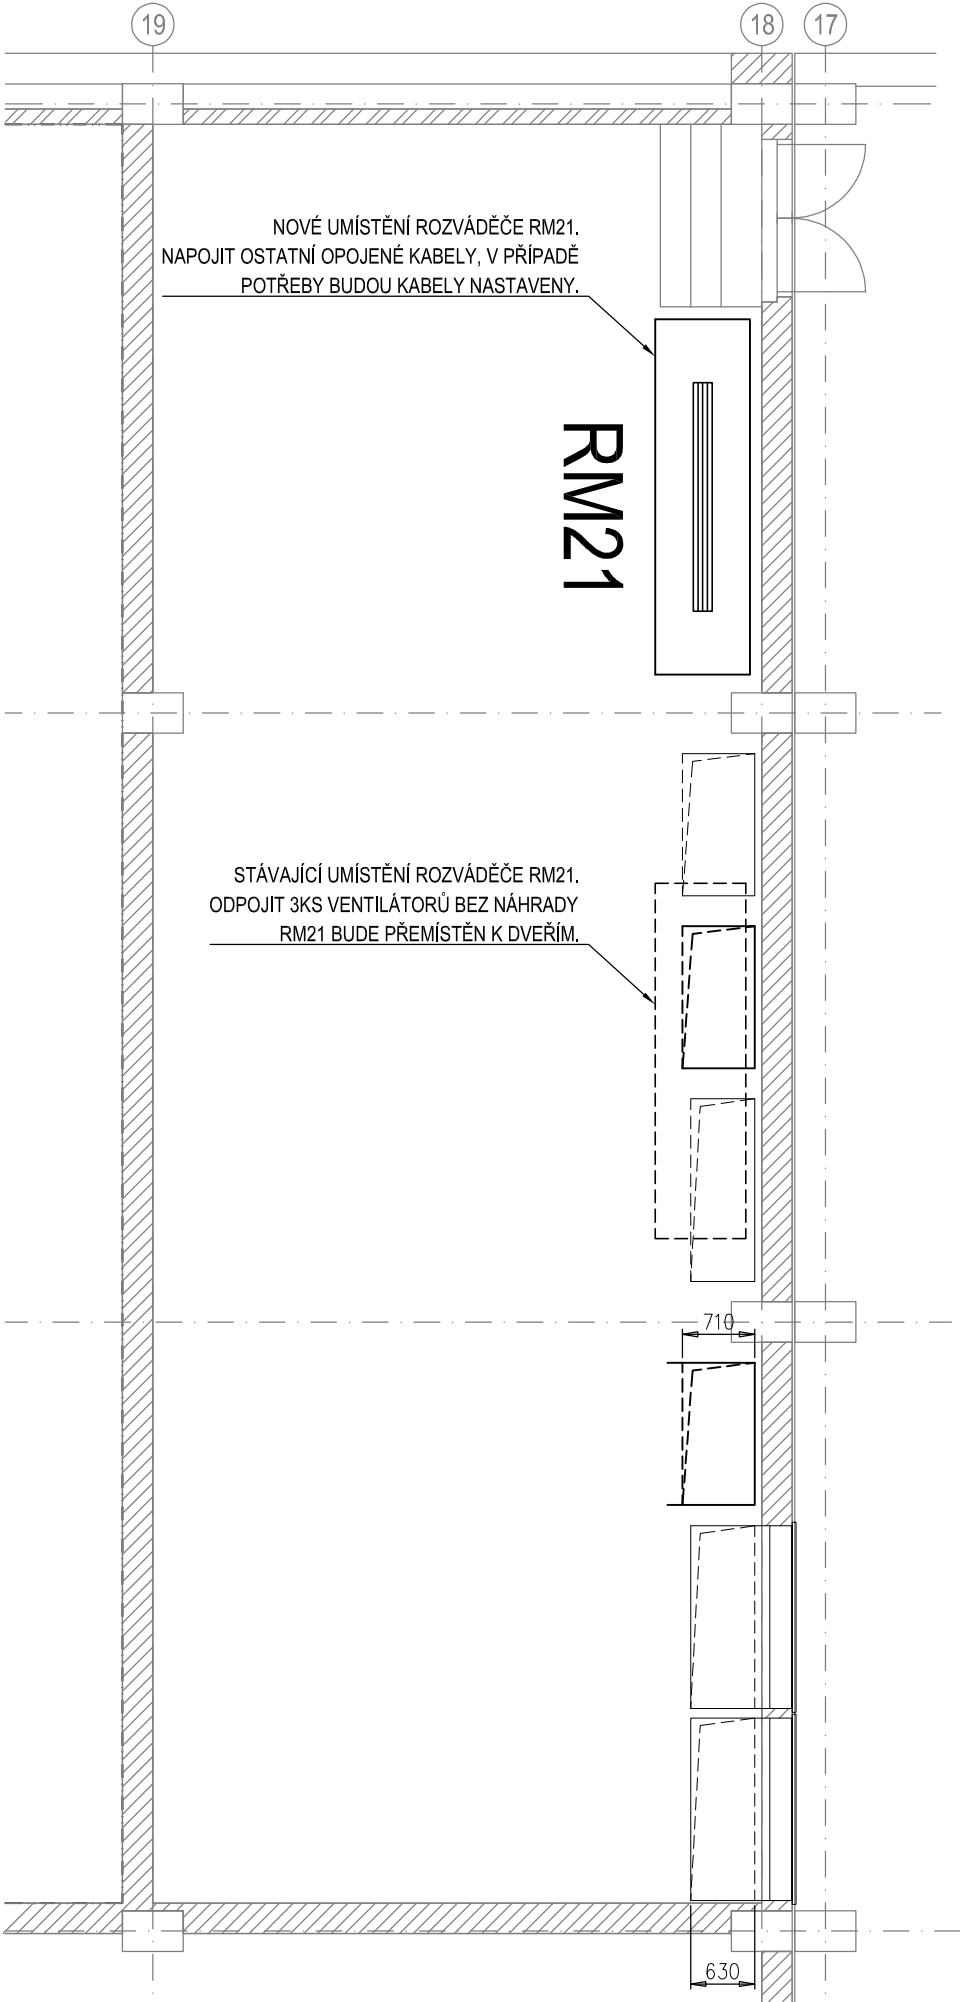 19
18
17
NOVÉ UMÍSTĚNÍ ROZVÁDĚČE RM21.
NAPOJIT OSTATNÍ OPOJENÉ KABELY, V PŘÍPADĚ
POTŘEBY BUDOU KABELY NASTAVENY.
RM21
STÁVAJÍCÍ UMÍSTĚNÍ ROZVÁDĚČE RM21.
ODPOJIT 3KS VENTILÁTORŮ BEZ NÁHRADY
RM21 BUDE PŘEMÍSTĚN K DVEŘÍM.
710
630